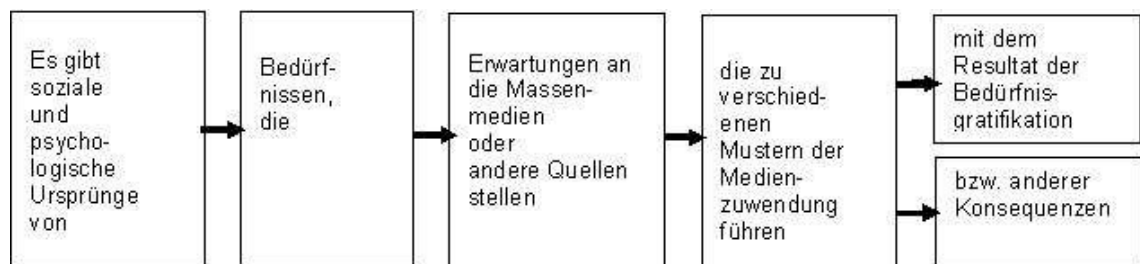 Es gibt
soziale
und
psycho-
logische
Ursprünge
von
Bedürf-
nissen,
die
Erwartungen an
die Massen-
medien
oder
andere Quellen
stellen
die zu
verschied-
enen
Mustern der
Medien-
zuwendung
führen
mit dem
Resultat der
Bedürfnis-
gratifikation
bzw. anderer
Konsequenzen